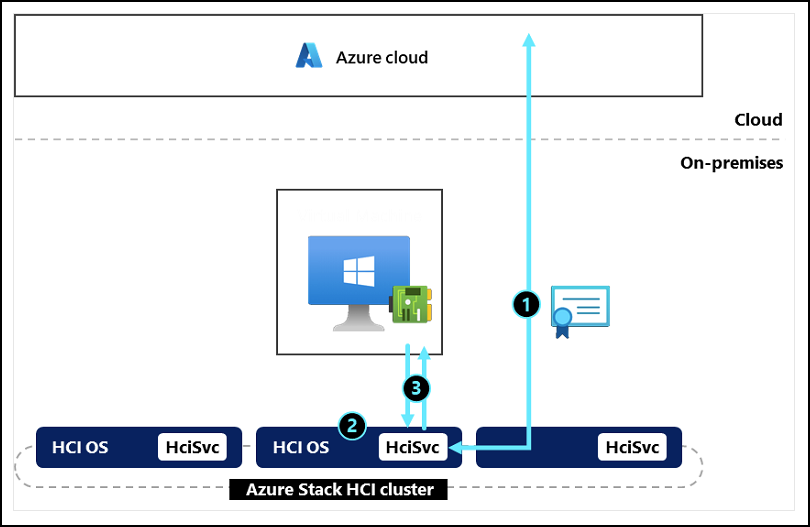 Azure cloud
Cloud
On-premises
1
3
2
HCI OS HciSvc
HCI OS HciSvc
HciSvc
Azure Stack HCI cluster